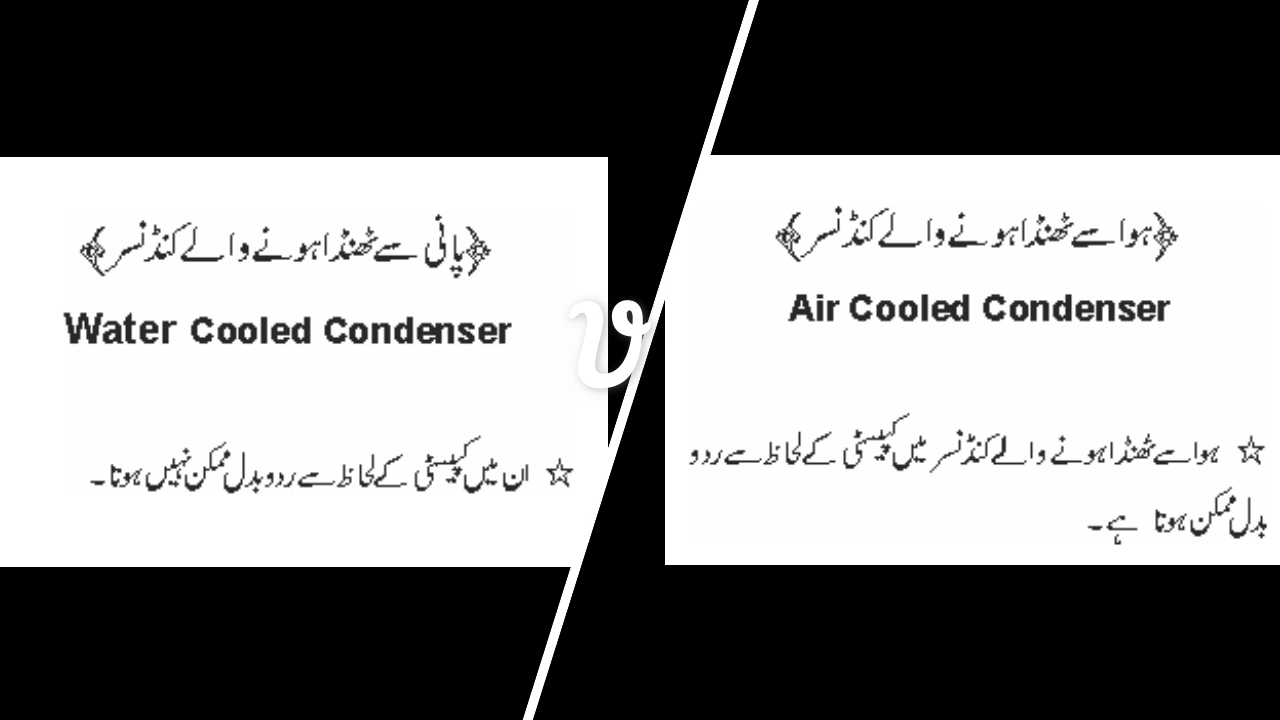 ﴿پانی سے ٹھنڈا ہونے والے کنڈنسر﴾
Water Cooled Condenser
☆ ان میں کپیسٹی کے لحاظ سے ردوبدل ممکن نہیں ہوتا۔
v
﴿ہوا سے ٹھنڈا ہونے والے کنڈنسر﴾
Air Cooled Condenser
☆ ہوا سے ٹھنڈا ہونے والے کنڈنسر میں کپیسٹی کے لحاظ سے ردو
بدل ممکن ہوتا ہے۔